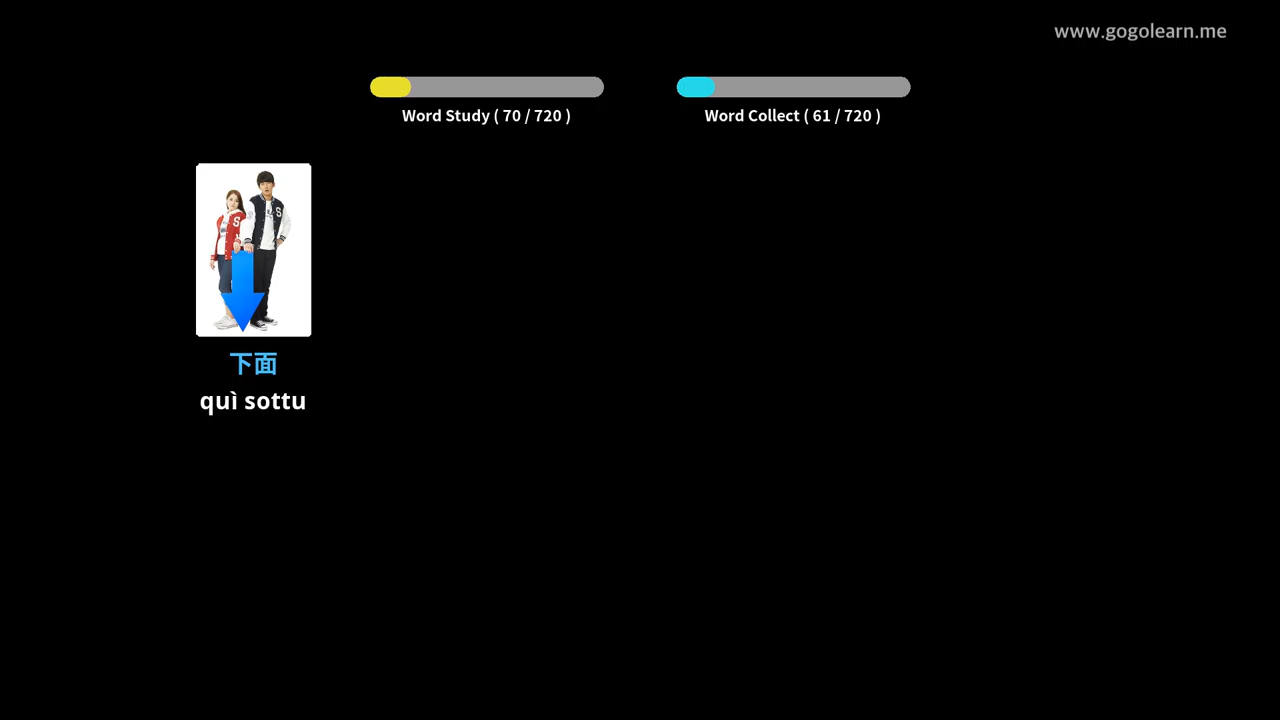 www.gogolearn.me
Word Study ( 70 / 720 )
Word Collect ( 61 / 720 )
S
S
下面
quì sottu